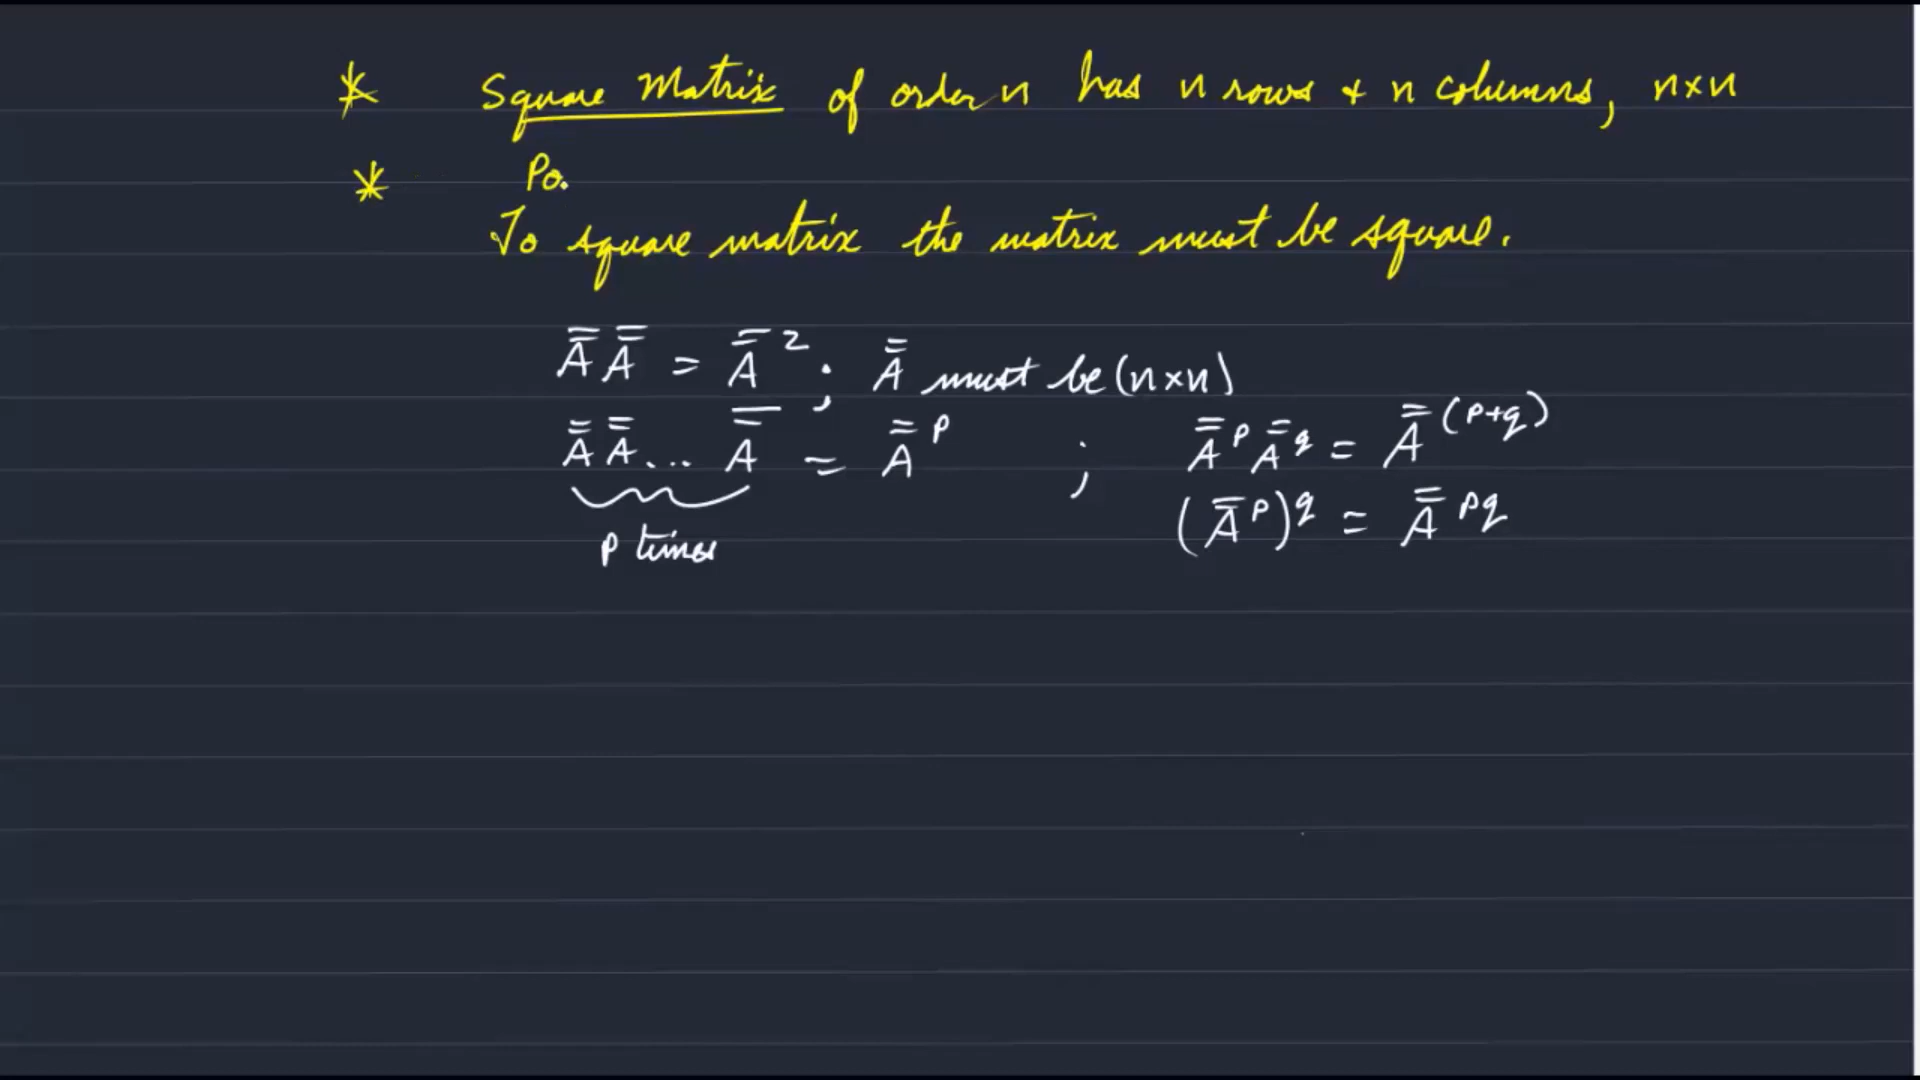 * Square Matrix of order n has n rows + n columns, n×n
* Po.
To square matrix the matrix must be square.
A̿ A̿ = A̿² ; A̿ must be (n×n)
A̿ A̿ ... A̿ = A̿ᵖ ; A̿ᵖ A̿^q = A̿^(p+q)
p times (A̿ᵖ)^q = A̿^pq